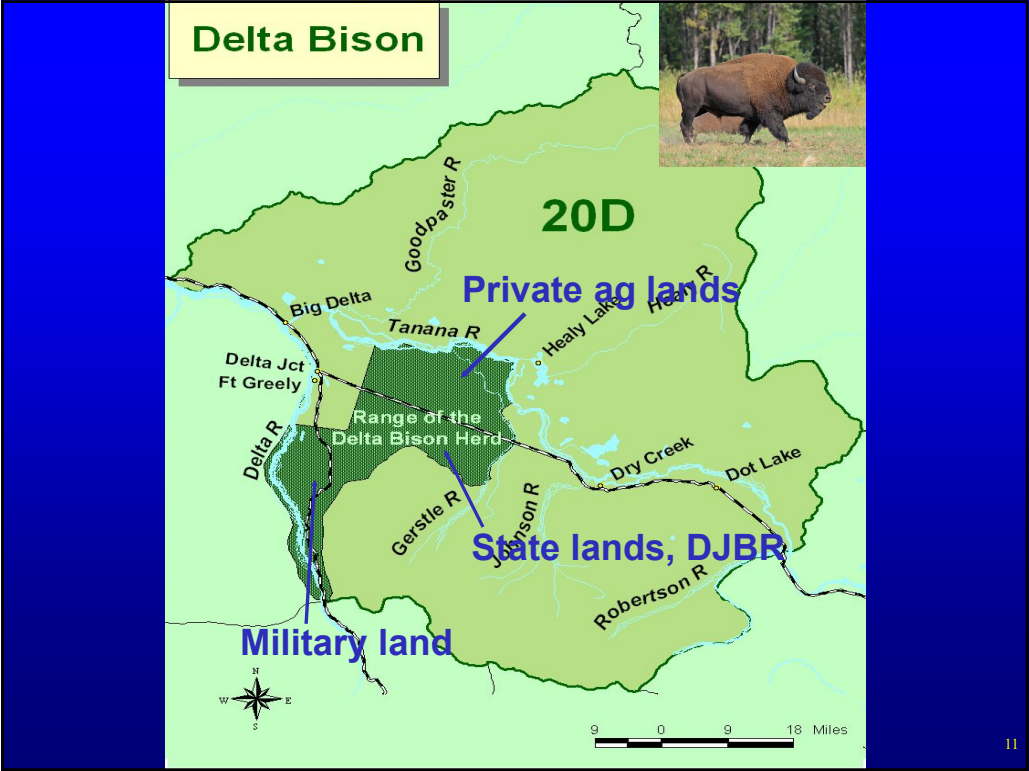 Delta Bison
Goodpaster R
20D
Private ag lands
Healy R
Big Delta
Tanana R
Healy Lake
Delta Jct
Ft Greely
Range of the
Delta Bison Herd
Delta R
Dry Creek
Dot Lake
Gerstle R
Johnson R
State lands, DJBR
Robertson R
Military land
N
W E
S
9 0 9 18 Miles
11